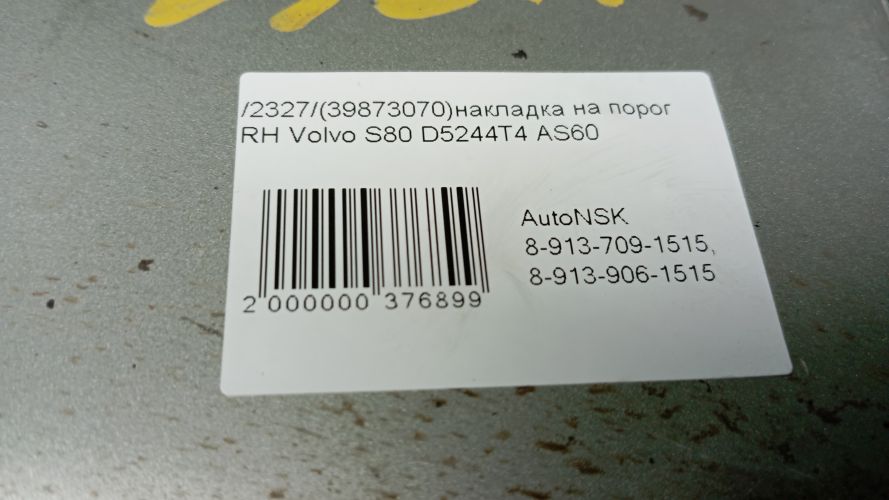 /2327/(39873070)накладка на порог
RH Volvo S80 D5244T4 AS60
AutoNSK
8-913-709-1515,
8-913-906-1515
2 000000 376899